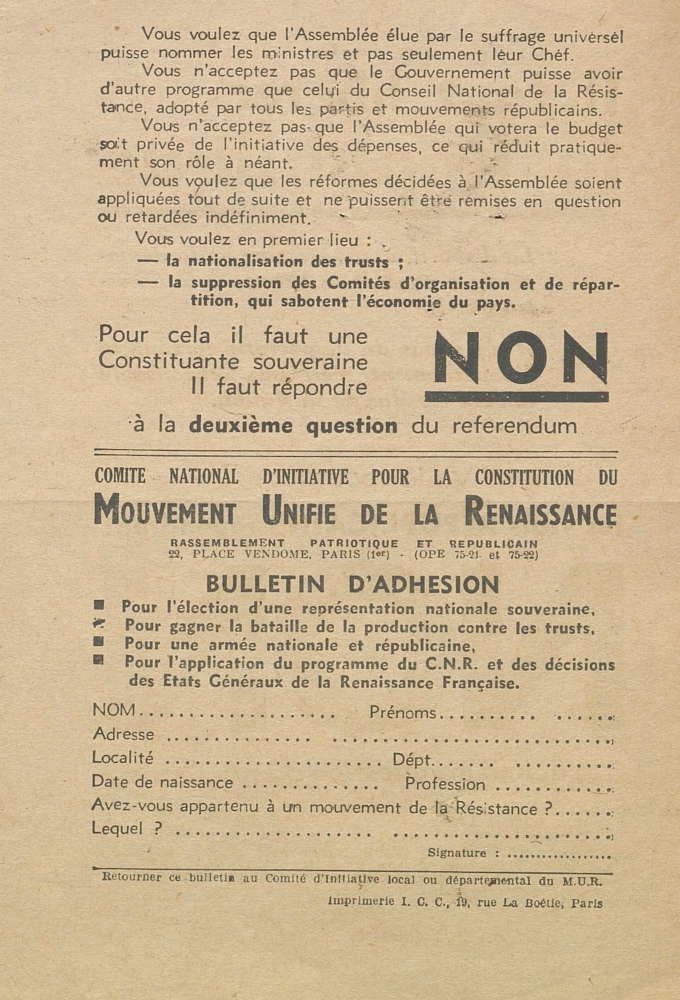 Vous voulez que l'Assemblée élue par le suffrage universel
puisse nommer les ministres et pas seulement leur Chef.
Vous n'acceptez pas que le Gouvernement puisse avoir
d'autre programme que celui du Conseil National de la Résis-
tance, adopté par tous les partis et mouvements républicains.
Vous n'acceptez pas que l'Assemblée qui votera le budget
soit privée de l'initiative des dépenses, ce qui réduit pratique-
ment son rôle à néant.
Vous voulez que les réformes décidées à l'Assemblée soient
appliquées tout de suite et ne puissent être remises en question
ou retardées indéfiniment.
Vous voulez en premier lieu :
— la nationalisation des trusts ;
— la suppression des Comités d'organisation et de répar-
tition, qui sabotent l'économie du pays.
Pour cela il faut une
Constituante souveraine
Il faut répondre
NON
à la deuxième question du referendum
COMITE NATIONAL D'INITIATIVE POUR LA CONSTITUTION DU
MOUVEMENT UNIFIE DE LA RENAISSANCE
RASSEMBLEMENT PATRIOTIQUE ET REPUBLICAIN
22, PLACE VENDOME, PARIS (1er) - (OPE 75-21 et 75-22)
BULLETIN D'ADHESION
■ Pour l'élection d'une représentation nationale souveraine,
■ Pour gagner la bataille de la production contre les trusts,
■ Pour une armée nationale et républicaine,
■ Pour l'application du programme du C.N.R. et des décisions
des Etats Généraux de la Renaissance Française.
NOM.................... Prénoms.......... ......
Adresse ............ .............................
Localité ...................... Dépt....... .........
Date de naissance .............. Profession ............
Avez-vous appartenu à un mouvement de la Résistance ?......
Lequel ? .................... ......................
Signature : ..................
Retourner ce bulletin au Comité d'Initiative local ou départemental du M.U.R.
Imprimerie I. C. C., 19, rue La Boétie, Paris